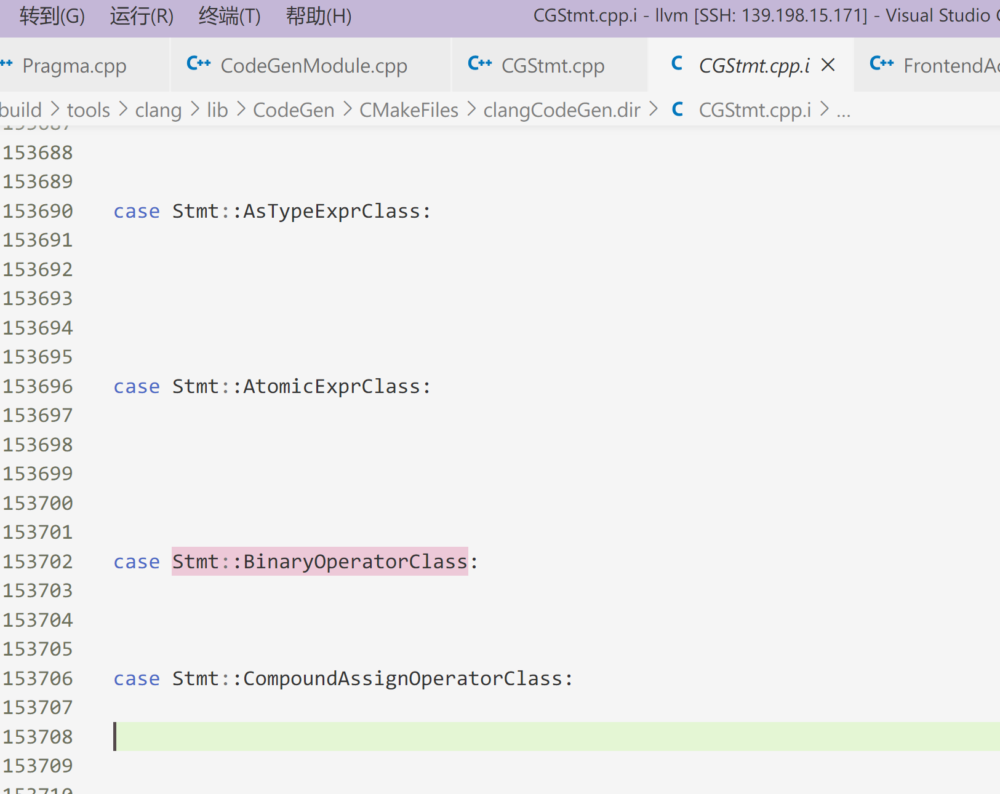 转到(G) 运行(R) 终端(T) 帮助(H) CGStmt.cpp.i - llvm [SSH: 139.198.15.171] - Visual Studio
Pragma.cpp CodeGenModule.cpp CGStmt.cpp CGStmt.cpp.i FrontendAc
build > tools > clang > lib > CodeGen > CMakeFiles > clangCodeGen.dir > CGStmt.cpp.i > ...
153687
153688
153689
153690 case Stmt::AsTypeExprClass:
153691
153692
153693
153694
153695
153696 case Stmt::AtomicExprClass:
153697
153698
153699
153700
153701
153702 case Stmt::BinaryOperatorClass:
153703
153704
153705
153706 case Stmt::CompoundAssignOperatorClass:
153707
153708
153709
153710